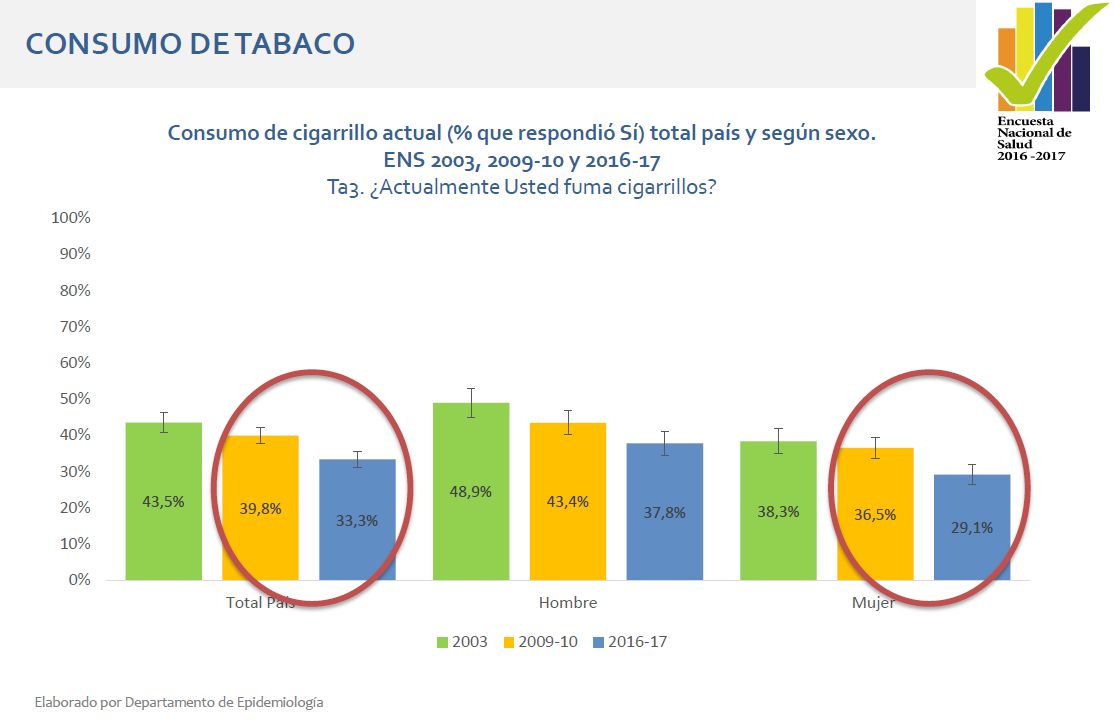 CONSUMO DE TABACO
Encuesta
Nacional de
Salud
2016 -2017
Consumo de cigarrillo actual (% que respondió Sí) total país y según sexo.
ENS 2003, 2009-10 y 2016-17
Ta3. ¿Actualmente Usted fuma cigarrillos?
100%
90%
80%
70%
60%
50%
40%
30%
20%
10%
0%
43,5%
39,8%
33,3%
48,9%
43,4%
37,8%
38,3%
36,5%
29,1%
Total País
Hombre
Mujer
2003
2009-10
2016-17
Elaborado por Departamento de Epidemiología